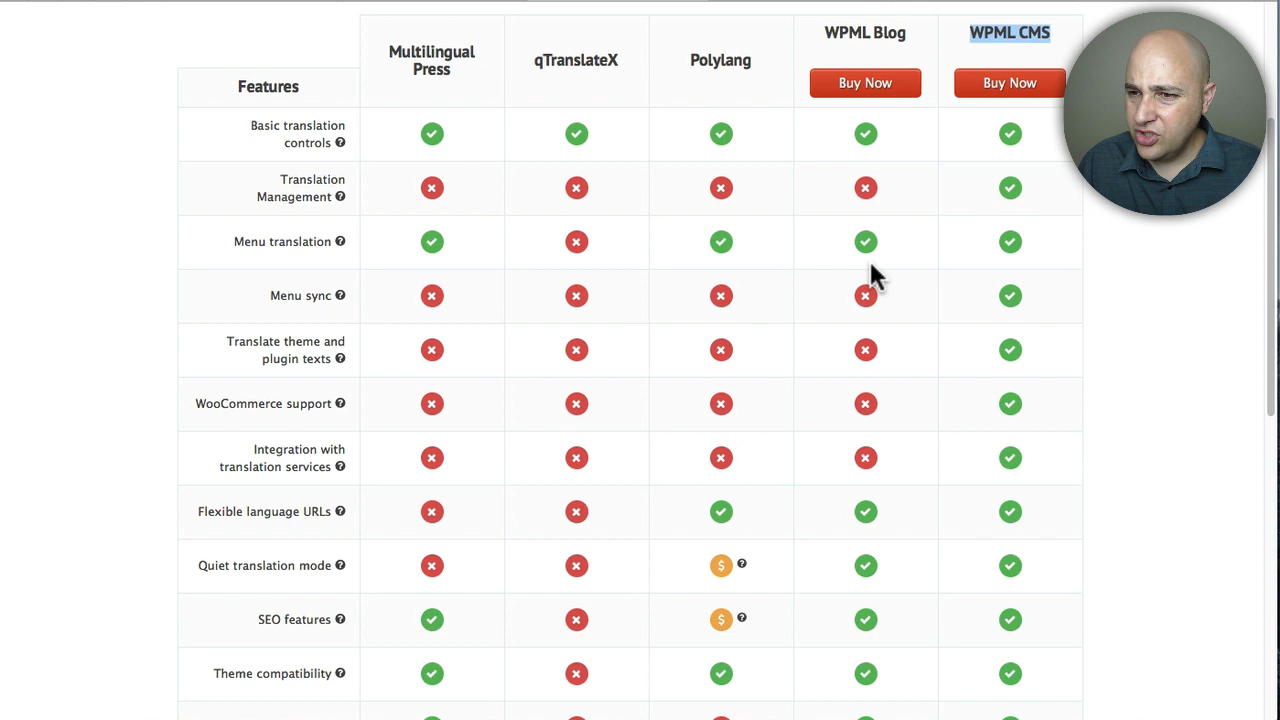 Multilingual
Press
qTranslateX
Polylang
WPML Blog
Buy Now
WPML CMS
Buy Now
Features
Basic translation
controls ?
Translation
Management ?
Menu translation ?
Menu sync ?
Translate theme and
plugin texts ?
WooCommerce support ?
Integration with
translation services ?
Flexible language URLs ?
Quiet translation mode ?
$ ?
SEO features ?
$ ?
Theme compatibility ?